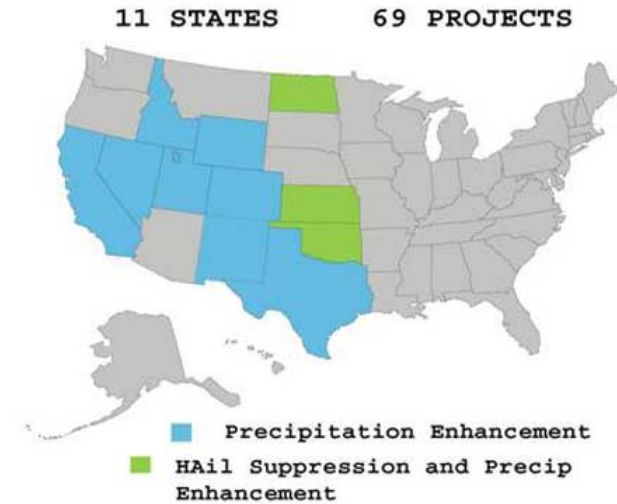 11 STATES 69 PROJECTS
Precipitation Enhancement
HAil Suppression and Precip
Enhancement